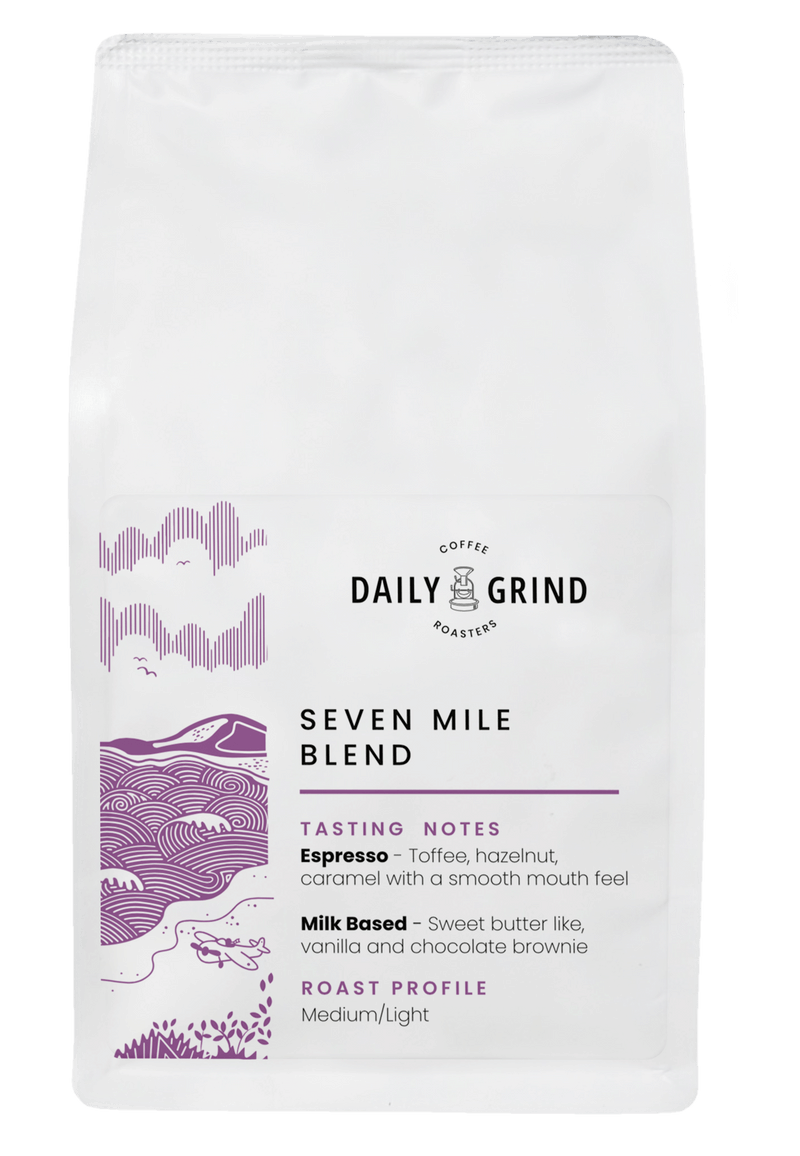 COFFEE
DAILY GRIND
ROASTERS
SEVEN MILE
BLEND
TASTING NOTES
Espresso - Toffee, hazelnut,
caramel with a smooth mouth feel
Milk Based - Sweet butter like,
vanilla and chocolate brownie
ROAST PROFILE
Medium/Light